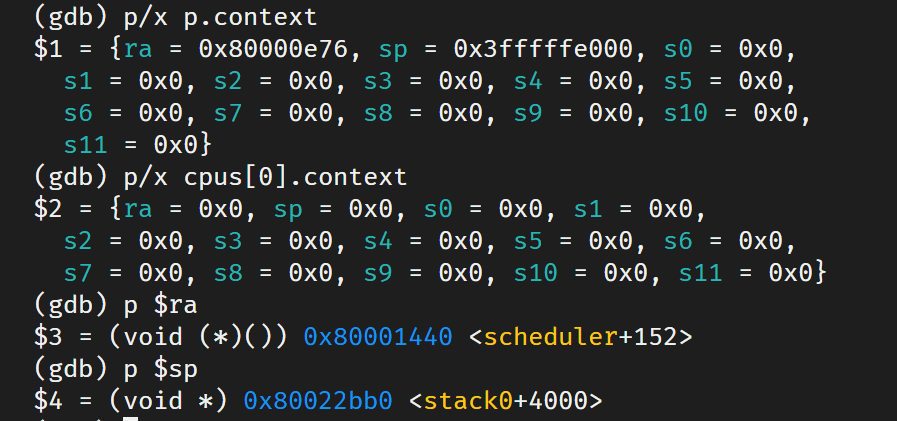 (gdb) p/x p.context
$1 = {ra = 0x80000e76, sp = 0x3fffffe000, s0 = 0x0,
s1 = 0x0, s2 = 0x0, s3 = 0x0, s4 = 0x0, s5 = 0x0,
s6 = 0x0, s7 = 0x0, s8 = 0x0, s9 = 0x0, s10 = 0x0,
s11 = 0x0}
(gdb) p/x cpus[0].context
$2 = {ra = 0x0, sp = 0x0, s0 = 0x0, s1 = 0x0,
s2 = 0x0, s3 = 0x0, s4 = 0x0, s5 = 0x0, s6 = 0x0,
s7 = 0x0, s8 = 0x0, s9 = 0x0, s10 = 0x0, s11 = 0x0}
(gdb) p $ra
$3 = (void (*)()) 0x80001440 <scheduler+152>
(gdb) p $sp
$4 = (void *) 0x80022bb0 <stack0+4000>